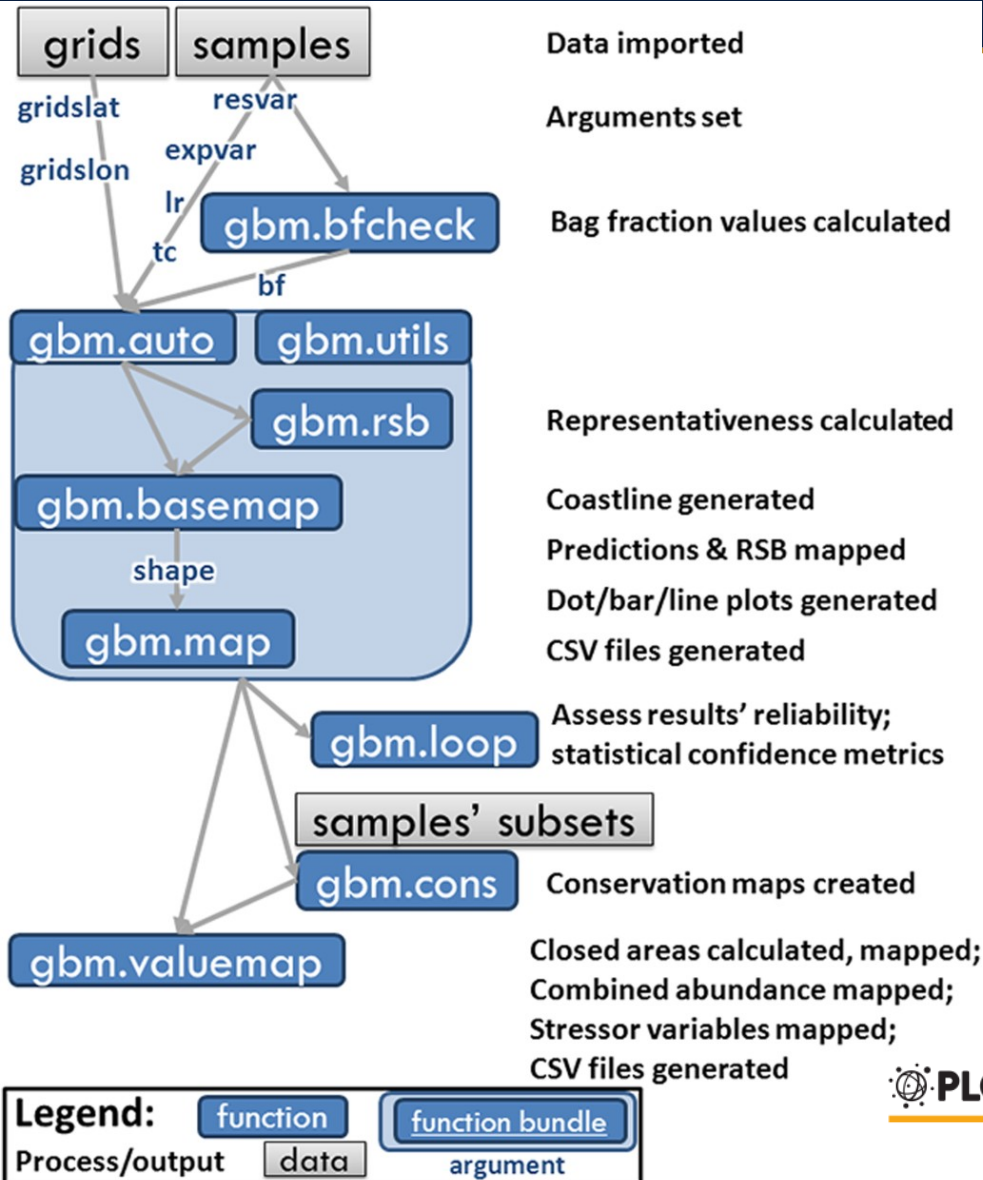 grids samples Data imported
gridslat resvar Arguments set
expvar
gridslon
lr
gbm.bfcheck Bag fraction values calculated
tc
bf
gbm.auto gbm.utils
gbm.rsb Representativeness calculated
gbm.basemap Coastline generated
Predictions & RSB mapped
shape
Dot/bar/line plots generated
gbm.map CSV files generated
Assess results’ reliability;
gbm.loop statistical confidence metrics
samples’ subsets
gbm.cons Conservation maps created
Closed areas calculated, mapped;
gbm.valuemap
Combined abundance mapped;
Stressor variables mapped;
CSV files generated
Legend: function function bundle
Process/output data argument